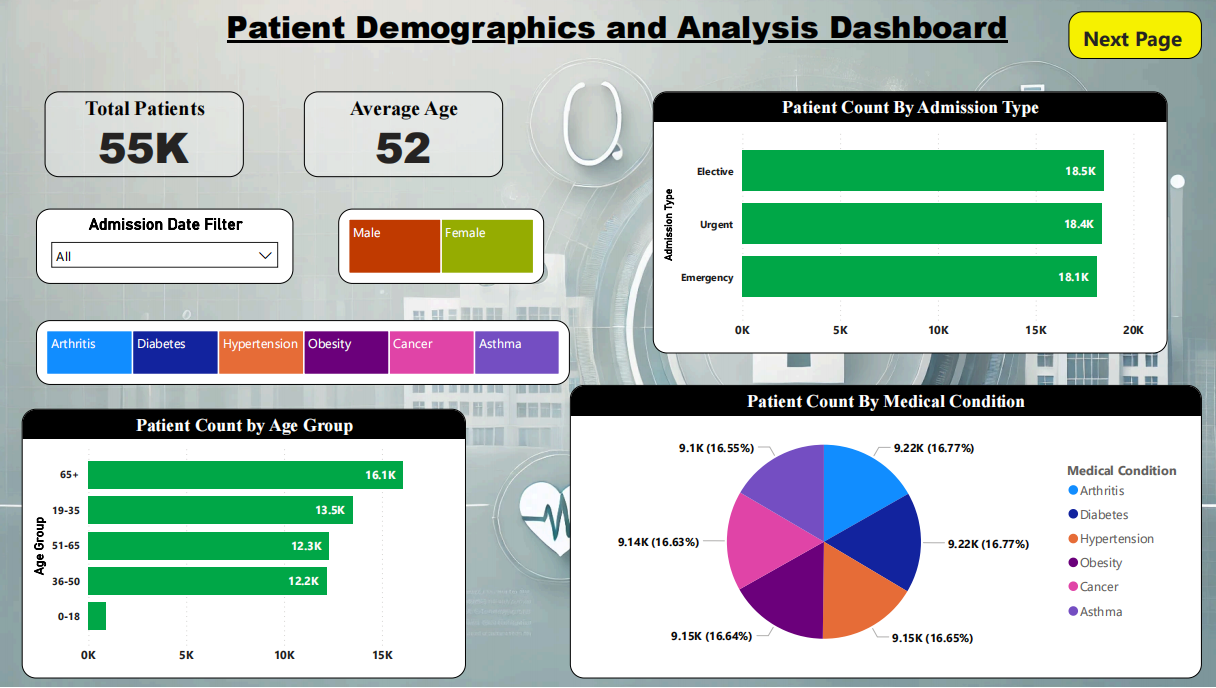 Patient Demographics and Analysis Dashboard
Next Page
Total Patients
55K
Average Age
52
Admission Date Filter
All
Male
Female
Arthritis
Diabetes
Hypertension
Obesity
Cancer
Asthma
Patient Count By Admission Type
Admission Type
Elective
18.5K
Urgent
18.4K
Emergency
18.1K
0K
5K
10K
15K
20K
Patient Count by Age Group
Age Group
65+
16.1K
19-35
13.5K
51-65
12.3K
36-50
12.2K
0-18
0K
5K
10K
15K
Patient Count By Medical Condition
9.1K (16.55%)
9.22K (16.77%)
9.14K (16.63%)
9.22K (16.77%)
9.15K (16.64%)
9.15K (16.65%)
Medical Condition
Arthritis
Diabetes
Hypertension
Obesity
Cancer
Asthma